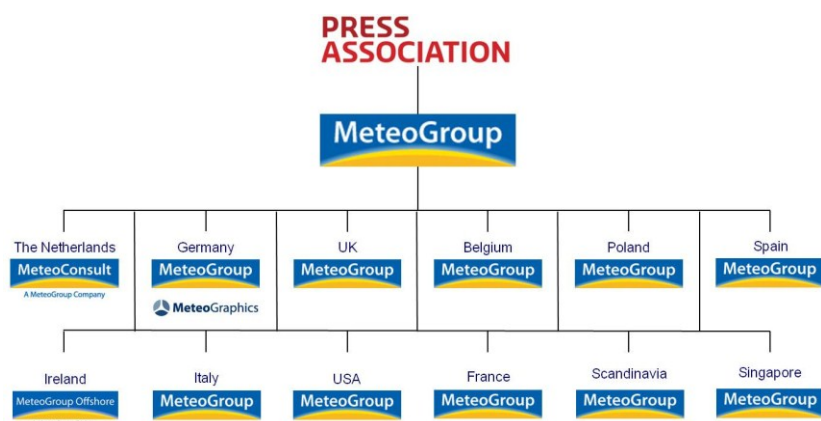 PRESS
ASSOCIATION
MeteoGroup
The Netherlands
Germany
UK
Belgium
Poland
Spain
MeteoConsult
MeteoGroup
MeteoGroup
MeteoGroup
MeteoGroup
MeteoGroup
A MeteoGroup Company
MeteoGraphics
Ireland
Italy
USA
France
Scandinavia
Singapore
MeteoGroup Offshore
MeteoGroup
MeteoGroup
MeteoGroup
MeteoGroup
MeteoGroup